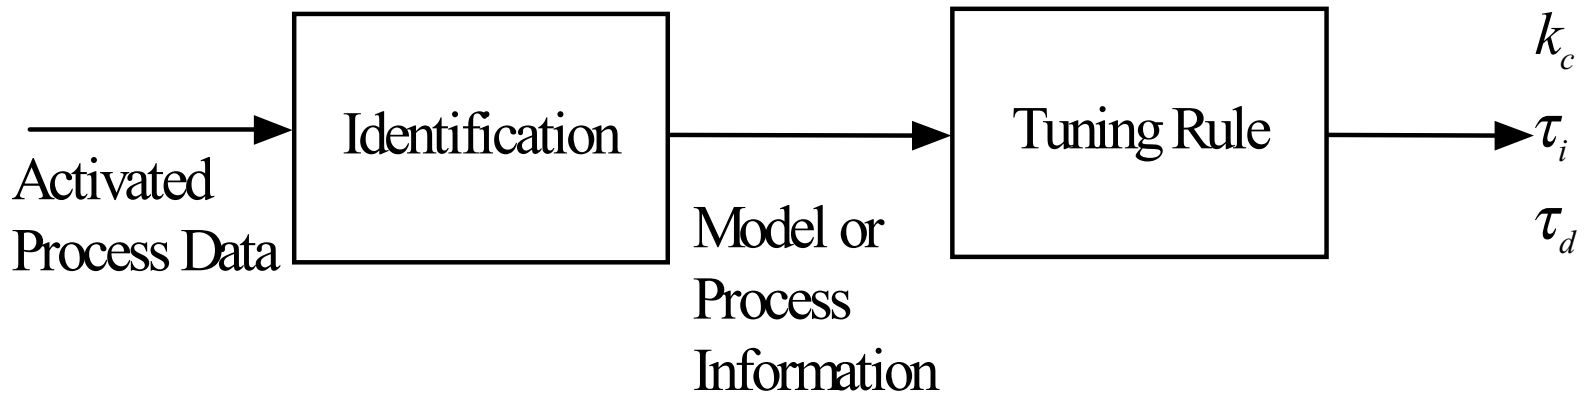 Identification
Tuning Rule
Activated
Process Data
Model or
Process
Information
k_c
τ_i
τ_d